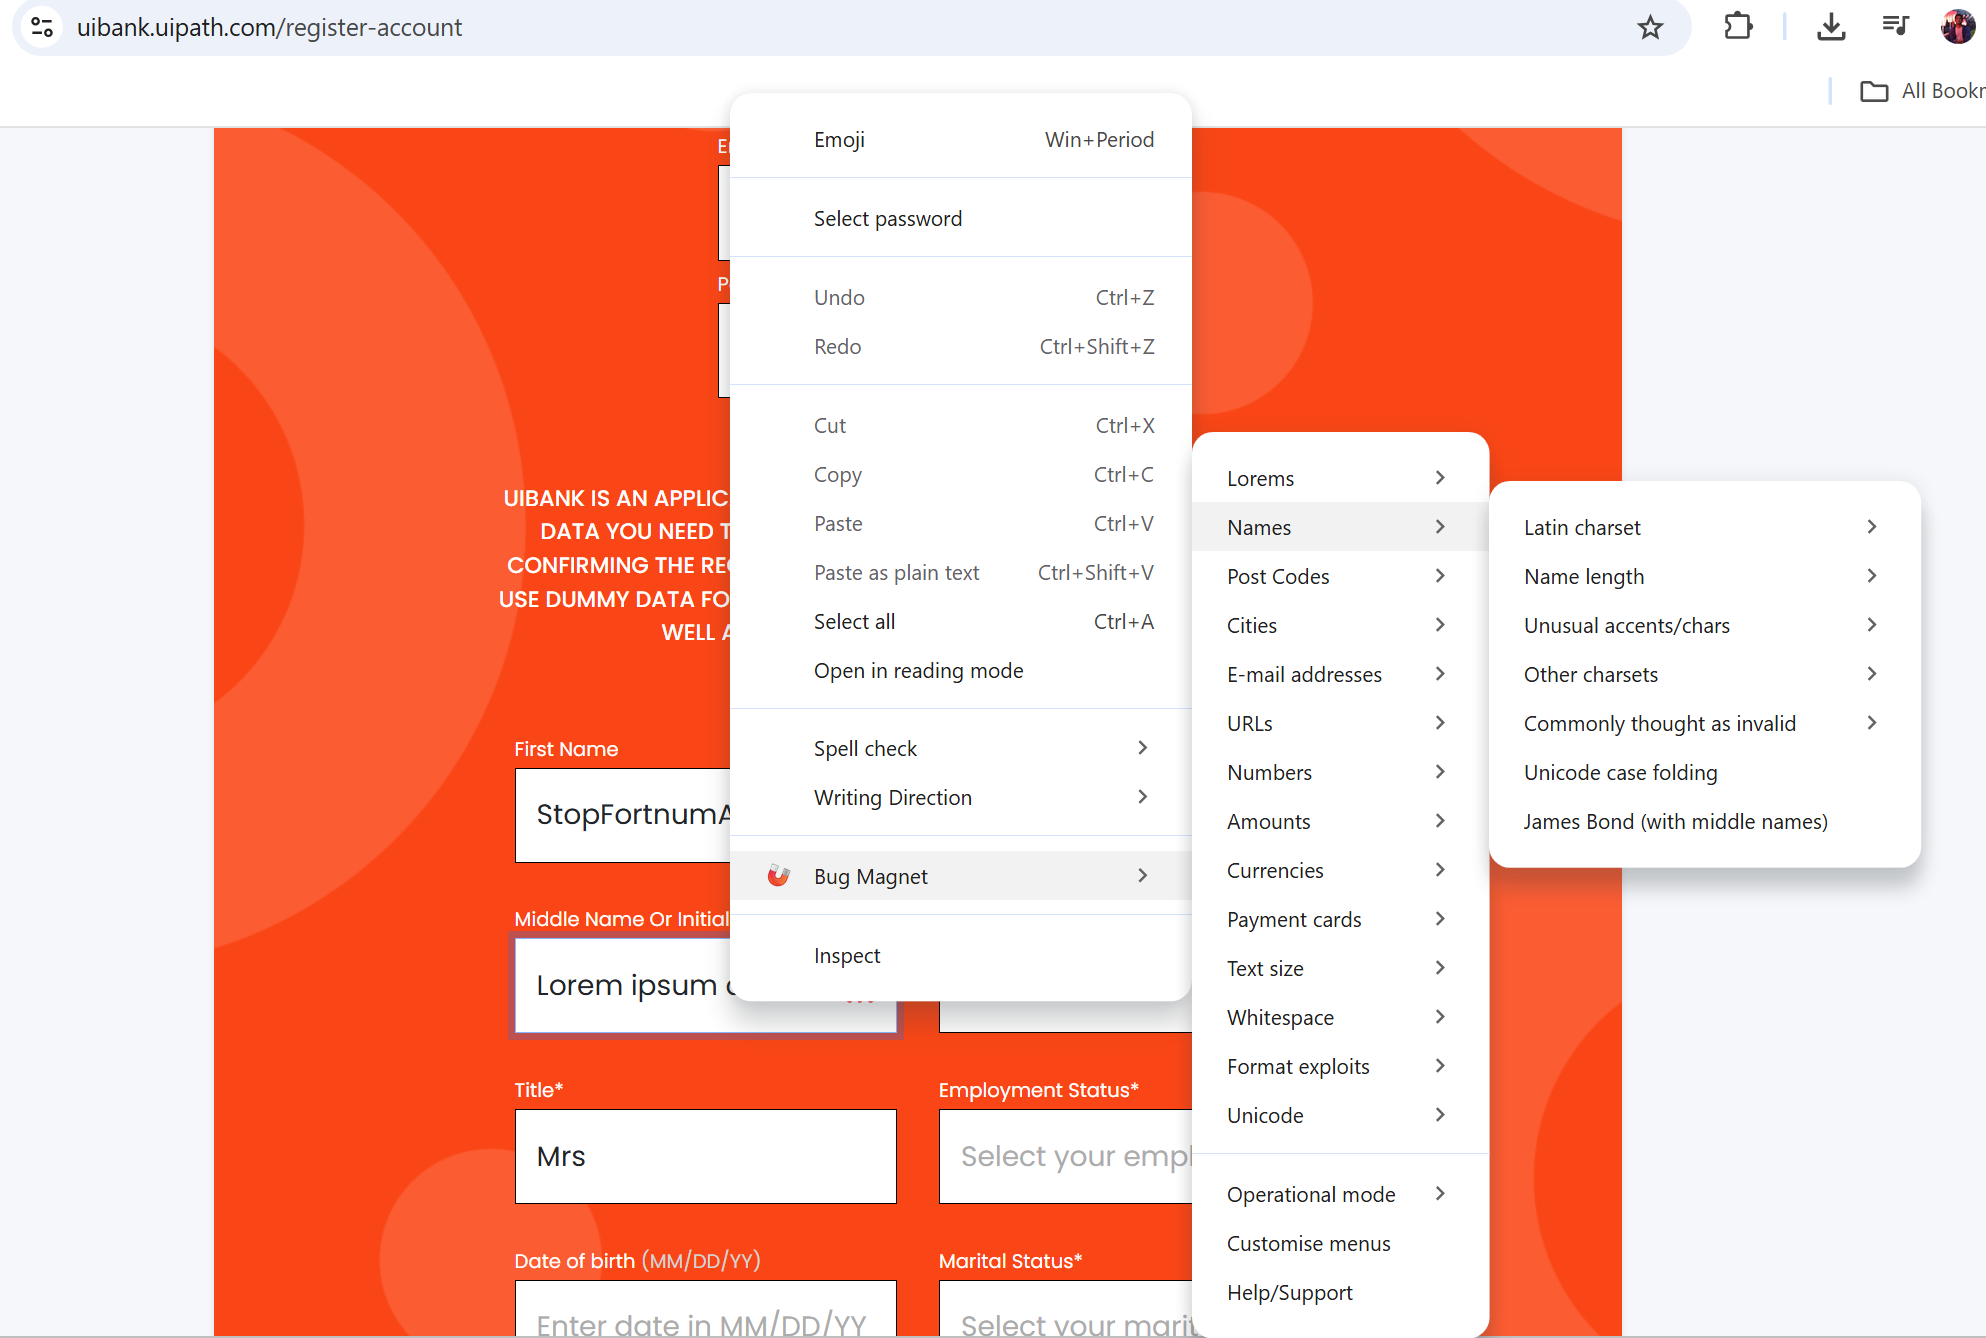 uibank.uipath.com/register-account
All Bookr
Emoji Win+Period
Select password
Undo Ctrl+Z
Redo Ctrl+Shift+Z
Cut Ctrl+X
Copy Ctrl+C
Paste Ctrl+V
Paste as plain text Ctrl+Shift+V
Select all Ctrl+A
Open in reading mode
Spell check
Writing Direction
Bug Magnet
Inspect
Lorems
Names
Post Codes
Cities
E-mail addresses
URLs
Numbers
Amounts
Currencies
Payment cards
Text size
Whitespace
Format exploits
Unicode
Operational mode
Customise menus
Help/Support
Latin charset
Name length
Unusual accents/chars
Other charsets
Commonly thought as invalid
Unicode case folding
James Bond (with middle names)
UIBANK IS AN APPLIC
DATA YOU NEED T
CONFIRMING THE RE
USE DUMMY DATA FO
WELL A
First Name
StopFortnumA
Middle Name Or Initial
Lorem ipsum
Title*
Mrs
Employment Status*
Select your empl
Date of birth (MM/DD/YY)
Enter date in MM/DD/YY
Marital Status*
Select your marit